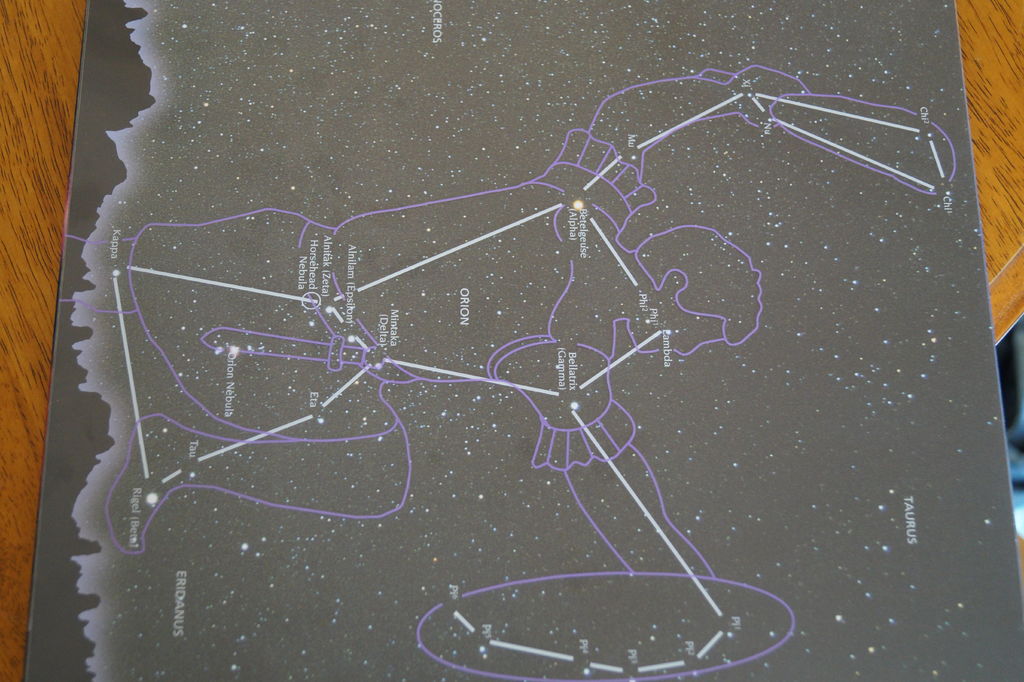 Chi¹
Chi²
TAURUS
Nu
Xi
Pi¹
Pi²
Lambda
Phi¹
Phi²
Mu
Pi³
Betelgeuse
(Alpha)
Bellatrix
(Gamma)
Pi⁴
Pi⁵
ORION
Pi⁶
NOCEROS
Mintaka
(Delta)
Alnilam (Epsilon)
Alnitak (Zeta)
Horsehead
Nebula
Eta
Orion Nebula
Tau
ERIDANUS
Rigel (Beta)
Kappa